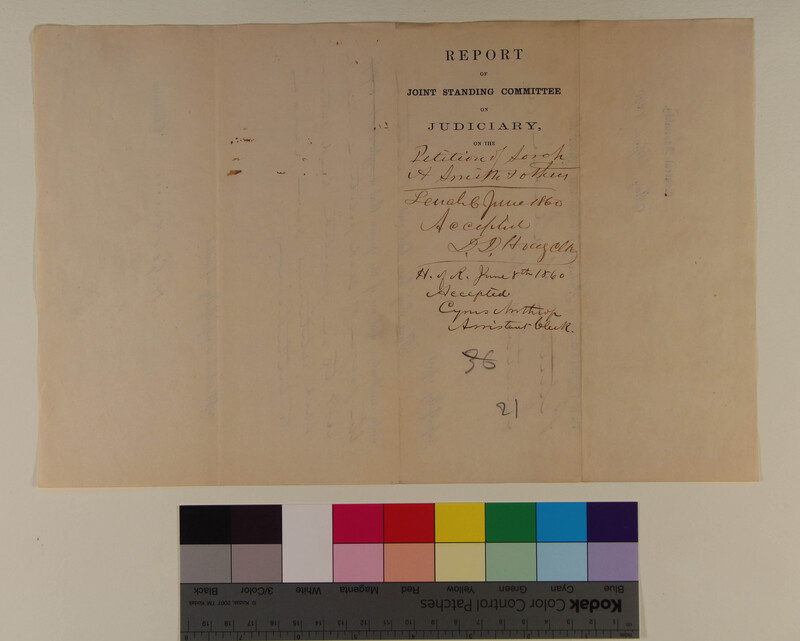 REPORT
OF
JOINT STANDING COMMITTEE
ON
JUDICIARY,
ON THE
Petition of Sarah
A Smith & others
June 1860
Accepted
H. of R. June 8th 1860
Accepted
Cyrus Northrop
Assistant Clerk.
36
21
Blue
Cyan
Green
Yellow
Red
Magenta
White
3/Color
Black
Kodak Color Control Patches